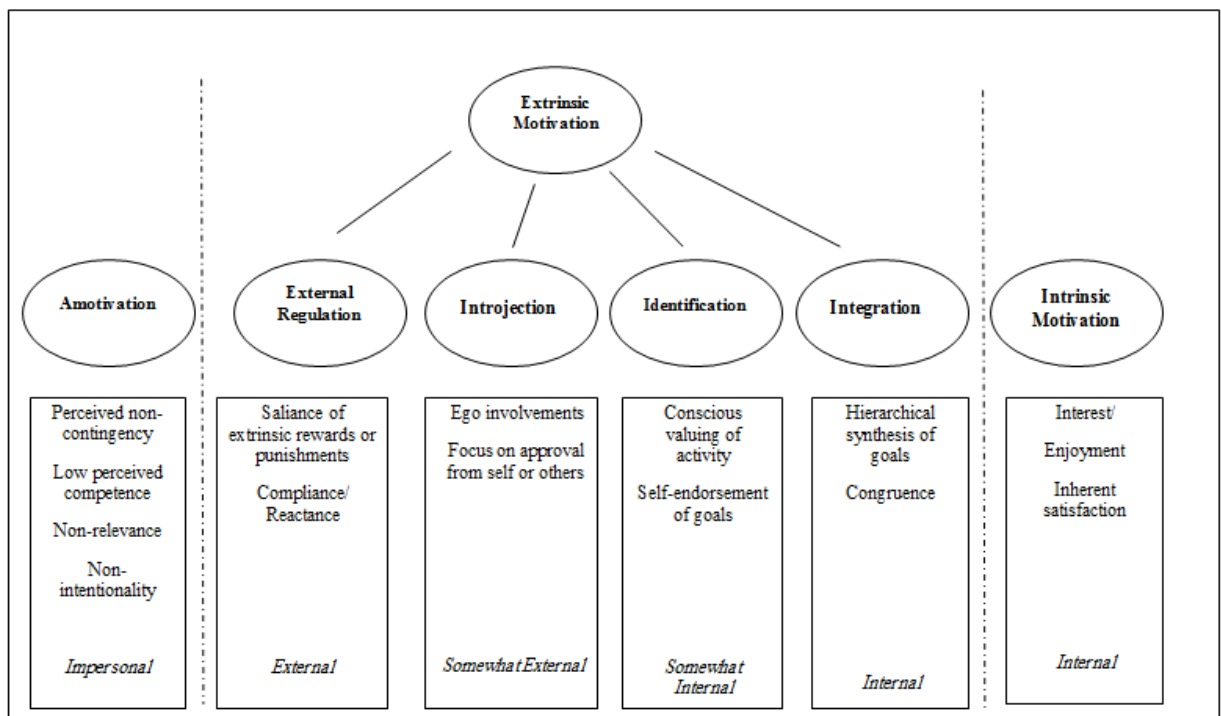 Extrinsic
Motivation
Amotivation
External
Regulation
Introjection
Identification
Integration
Intrinsic
Motivation
Perceived non-
contingency
Low perceived
competence
Non-relevance
Non-
intentionality
Impersonal
Saliance of
extrinsic rewards or
punishments
Compliance/
Reactance
External
Ego involvements
Focus on approval
from self or others
Somewhat External
Conscious
valuing of
activity
Self-endorsement
of goals
Somewhat
Internal
Hierarchical
synthesis of
goals
Congruence
Internal
Interest/
Enjoyment
Inherent
satisfaction
Internal